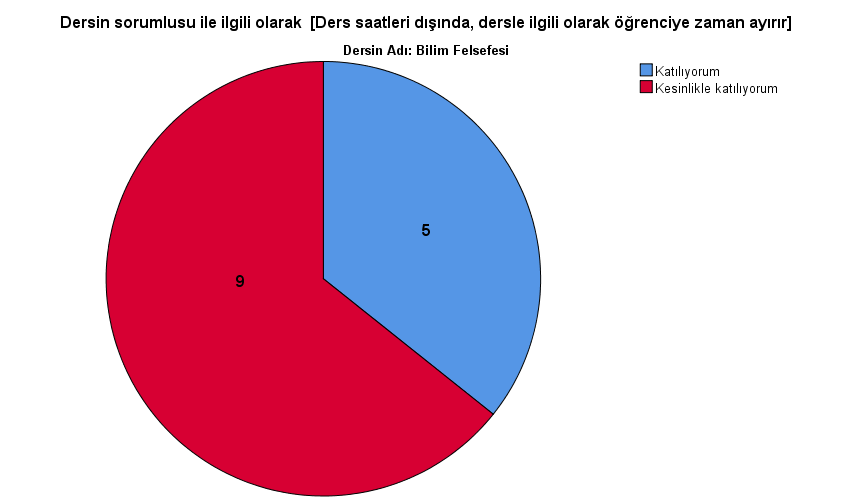 Dersin sorumlusu ile ilgili olarak  [Ders saatleri dışında, dersle ilgili olarak öğrenciye zaman ayırır]
Dersin Adı: Bilim Felsefesi
Katılıyorum
Kesinlikle katılıyorum
5
9